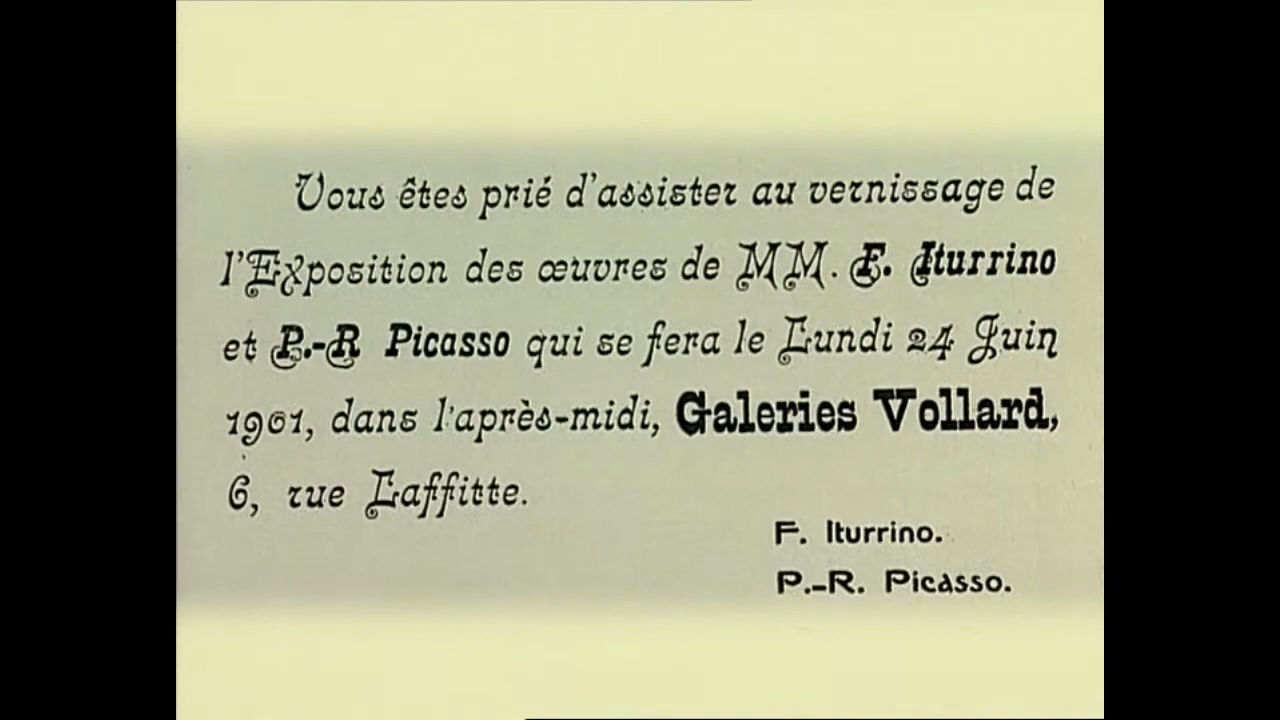 Vous êtes prié d'assister au vernissage de
l'Exposition des œuvres de MM. F. Iturrino
et P.-R Picasso qui se fera le Lundi 24 Juin
1901, dans l'après-midi, Galeries Vollard,
6, rue Laffitte.
F. Iturrino.
P.-R. Picasso.